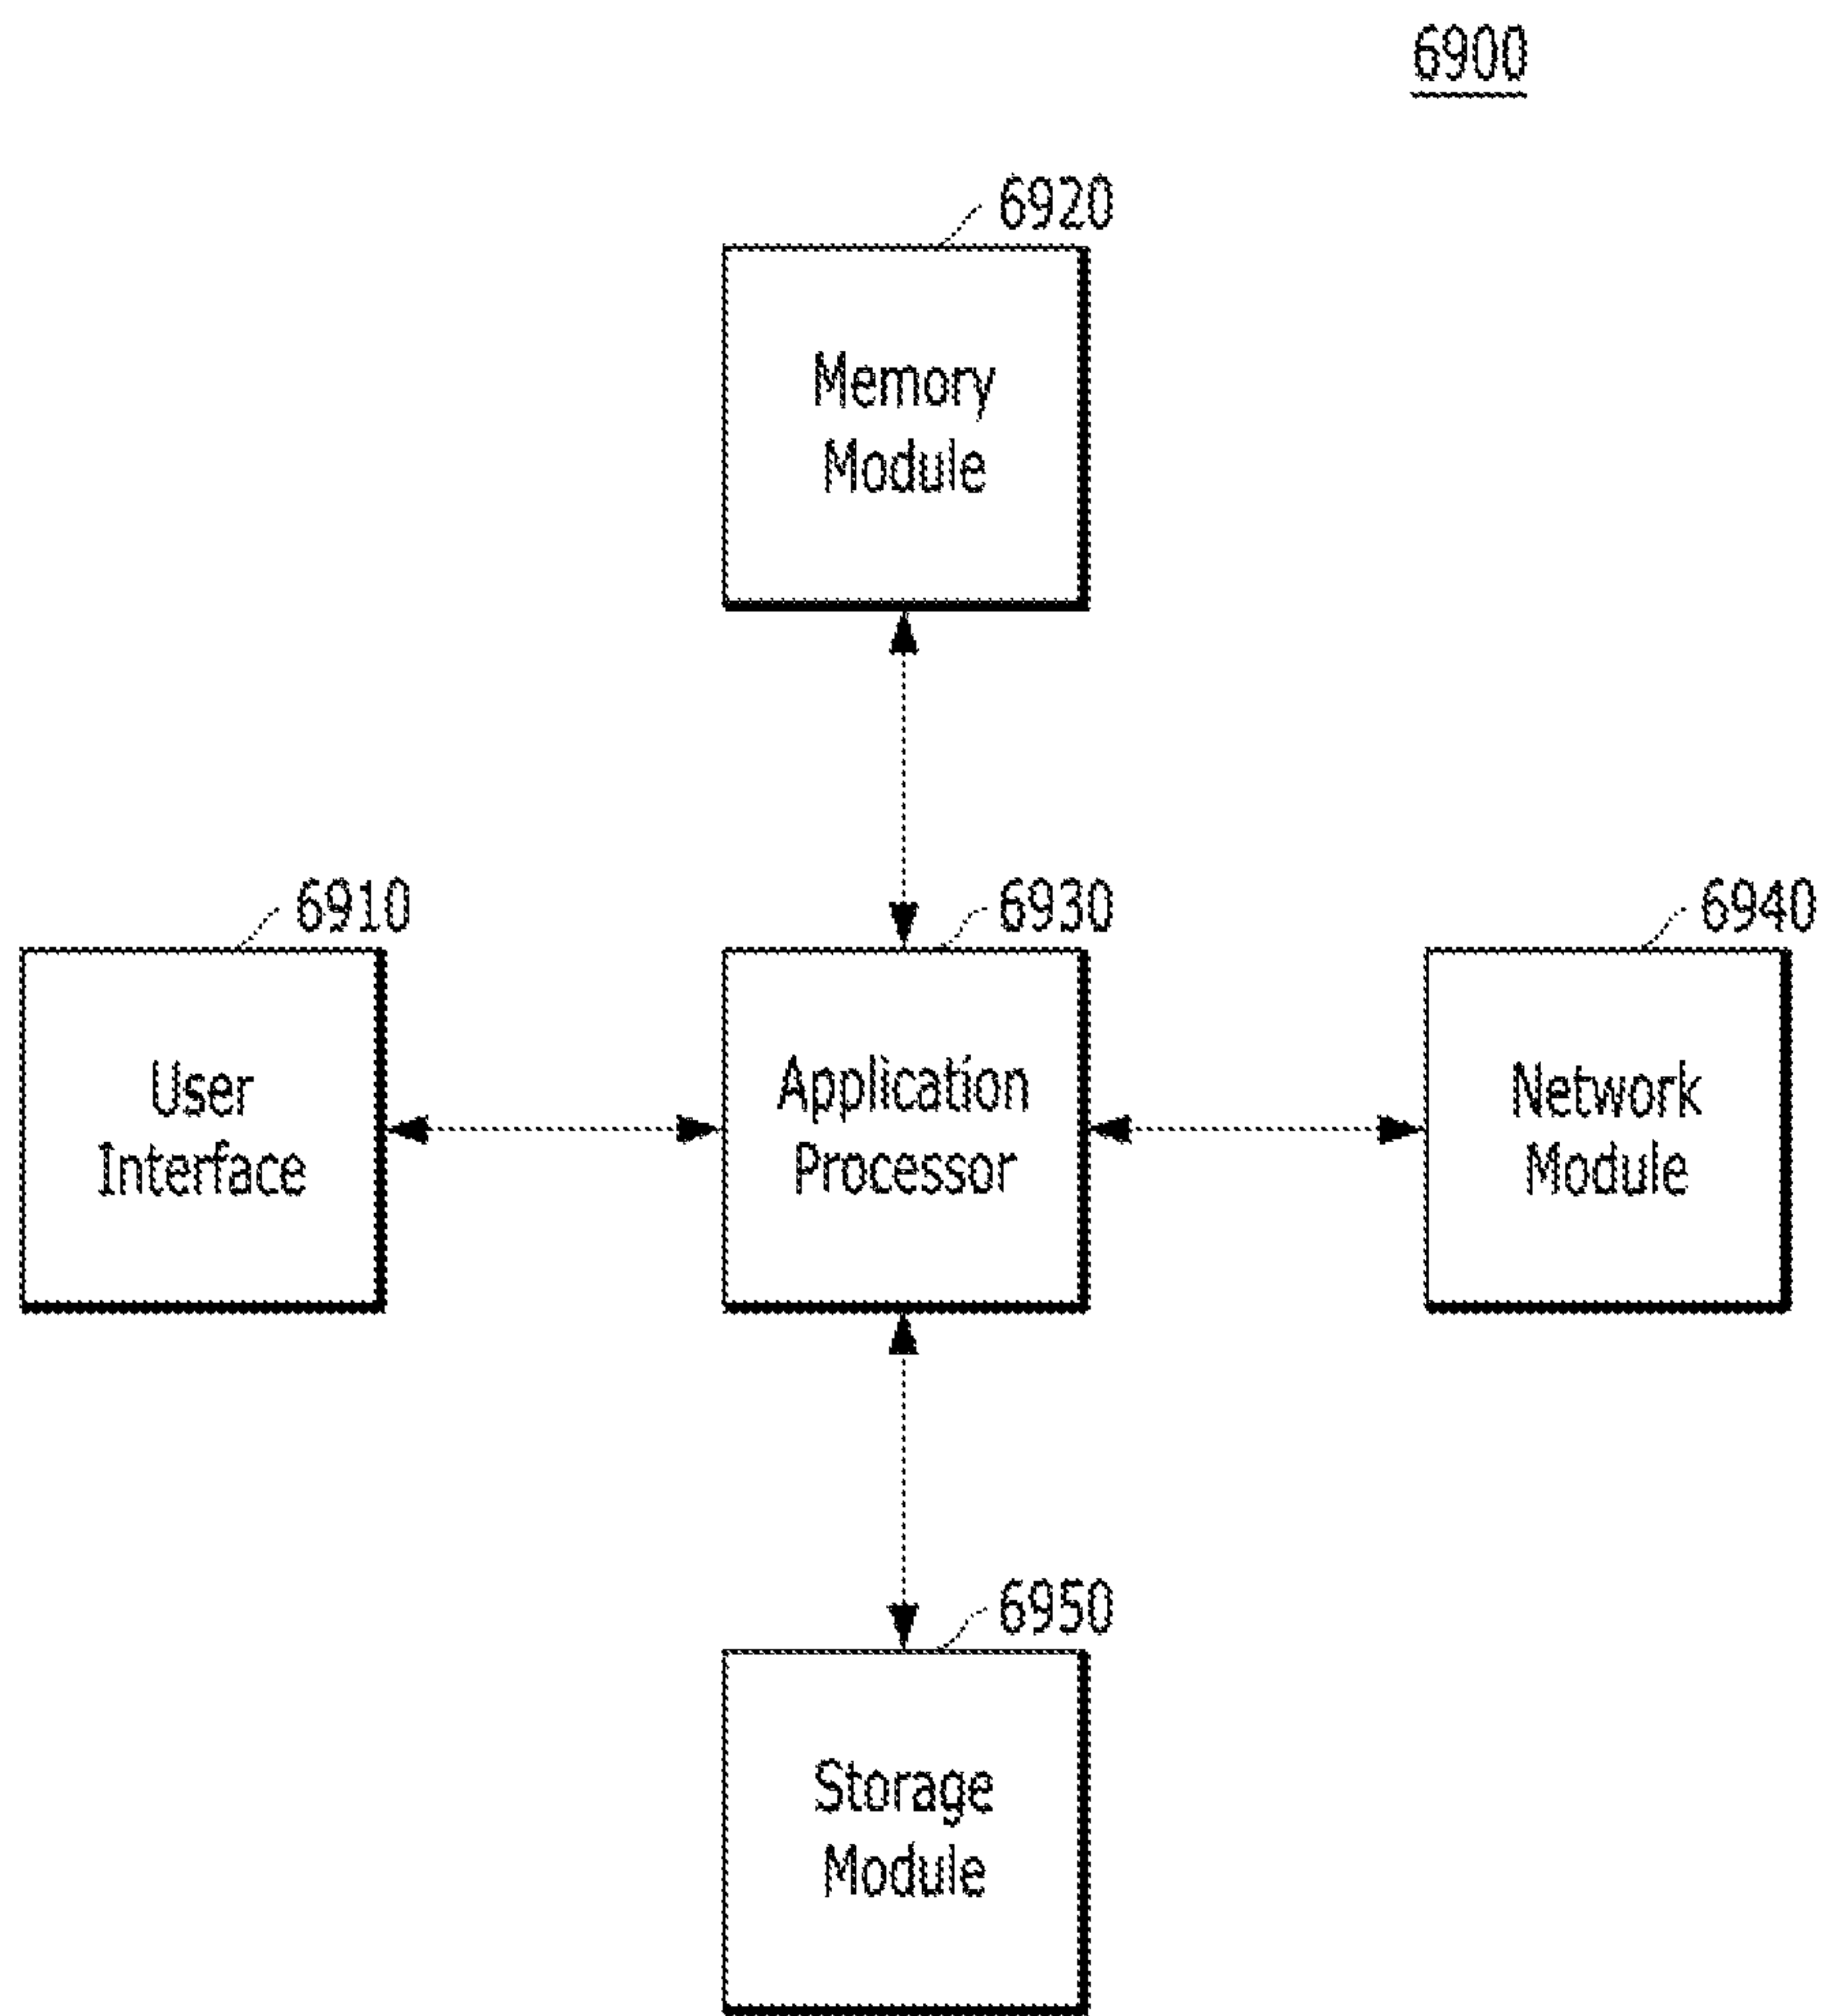 6900
6920
Memory
Module
6910
6930
6940
User
Interface
Application
Processor
Network
Module
6950
Storage
Module